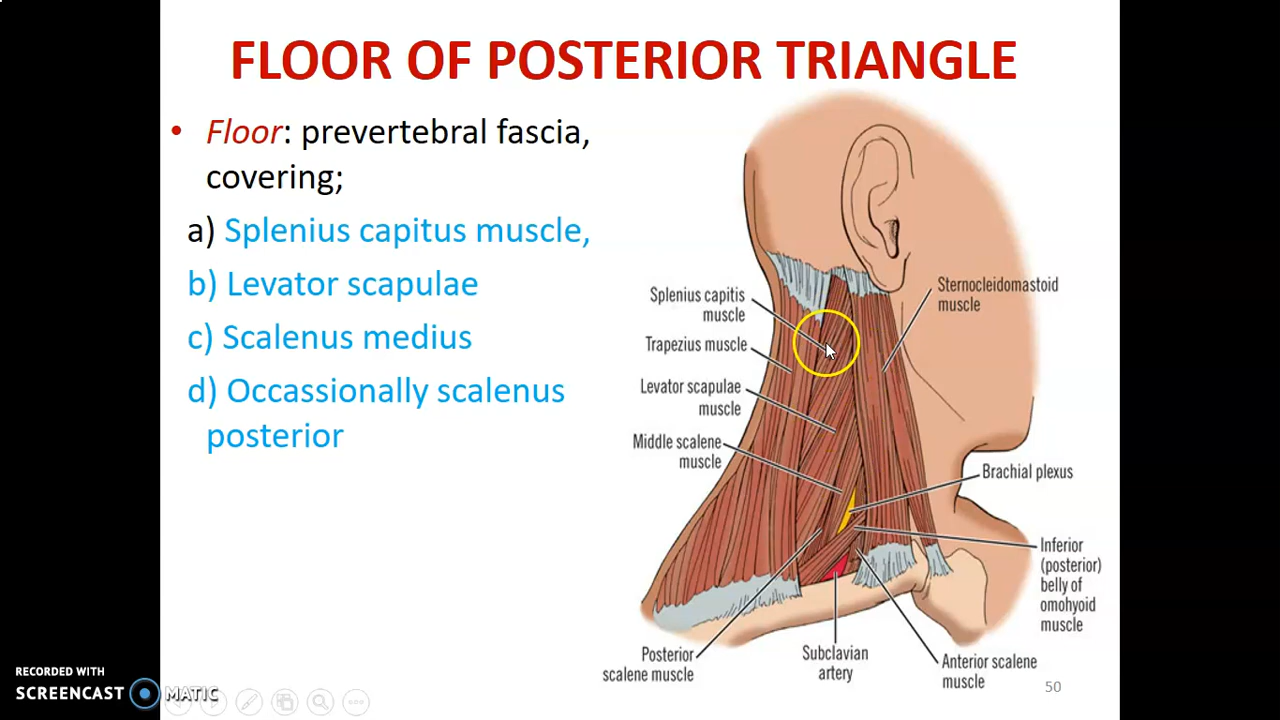 FLOOR OF POSTERIOR TRIANGLE
• Floor: prevertebral fascia,
covering;
a) Splenius capitus muscle,
b) Levator scapulae
c) Scalenus medius
d) Occassionally scalenus
posterior
Splenius capitis
muscle
Trapezius muscle
Levator scapulae
muscle
Middle scalene
muscle
Posterior
scalene muscle
Subclavian
artery
Sternocleidomastoid
muscle
Brachial plexus
Inferior
(posterior)
belly of
omohyoid
muscle
Anterior scalene
muscle
50
RECORDED WITH
SCREENCAST MATIC